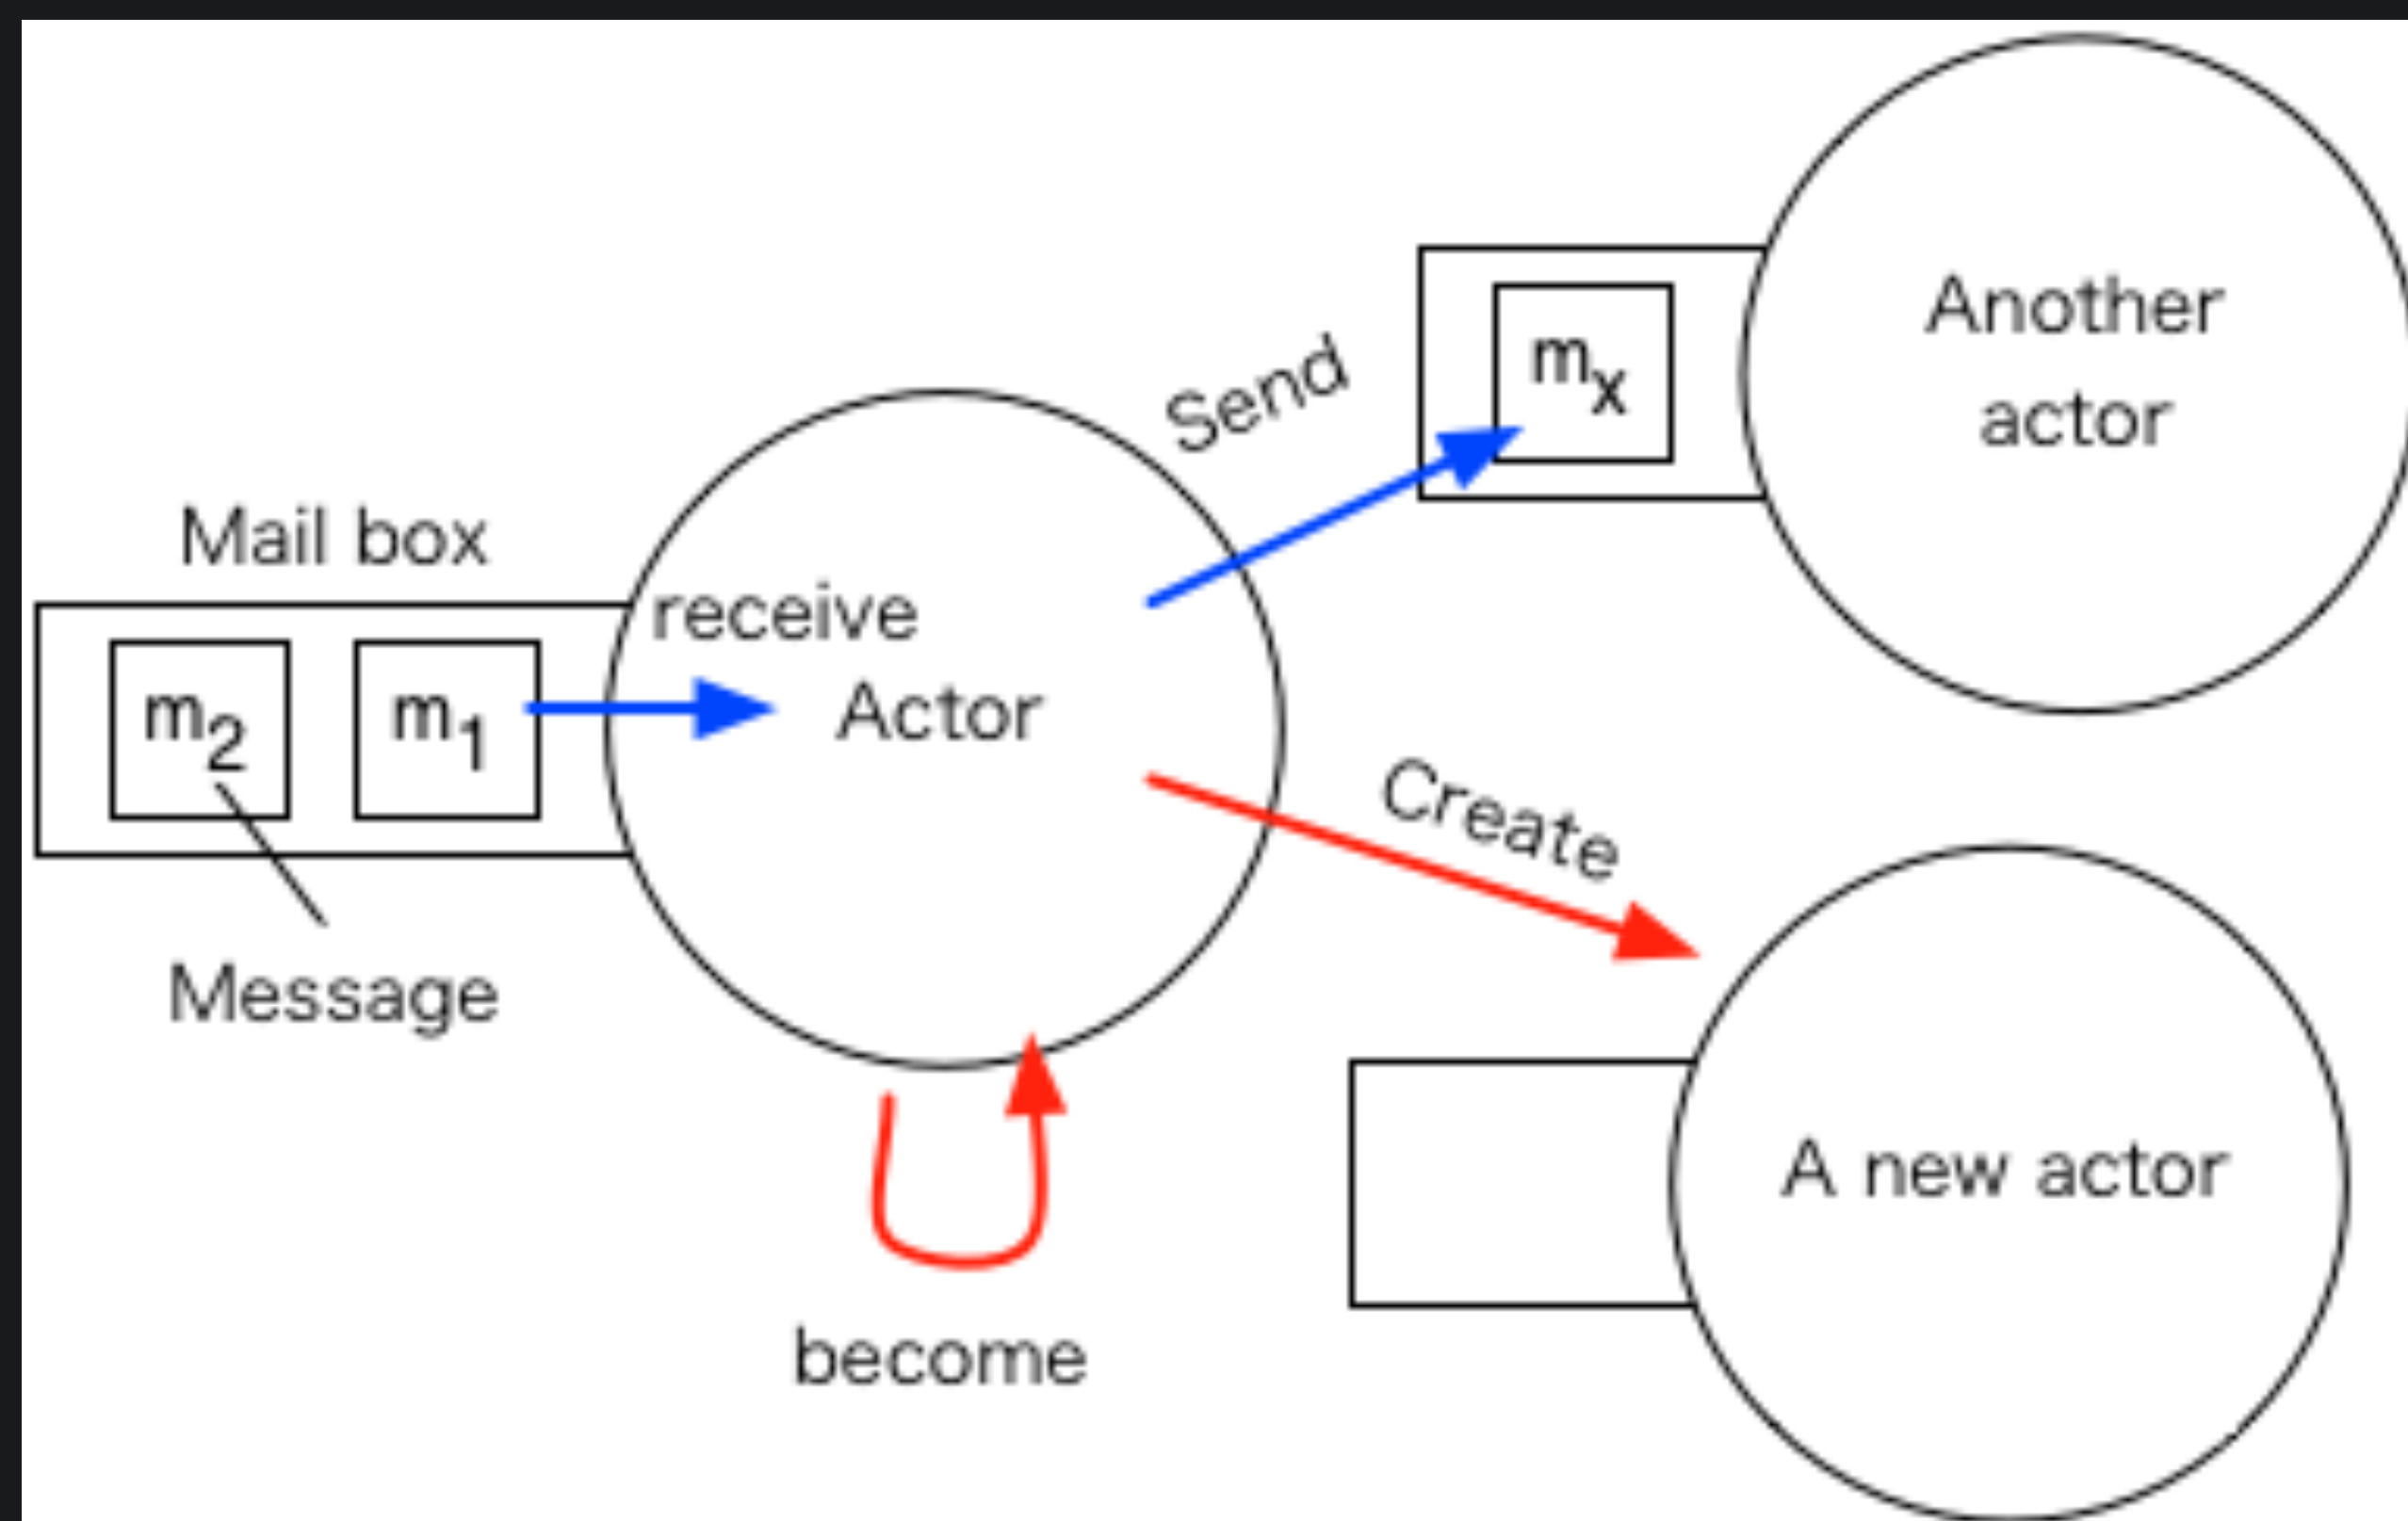 Another
actor
mx
Send
Mail box
receive
m2
m1
Actor
Create
Message
A new actor
become